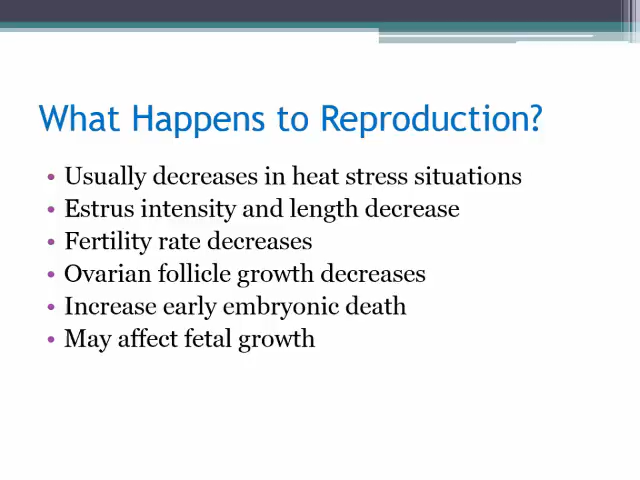 What Happens to Reproduction?
• Usually decreases in heat stress situations
• Estrus intensity and length decrease
• Fertility rate decreases
• Ovarian follicle growth decreases
• Increase early embryonic death
• May affect fetal growth